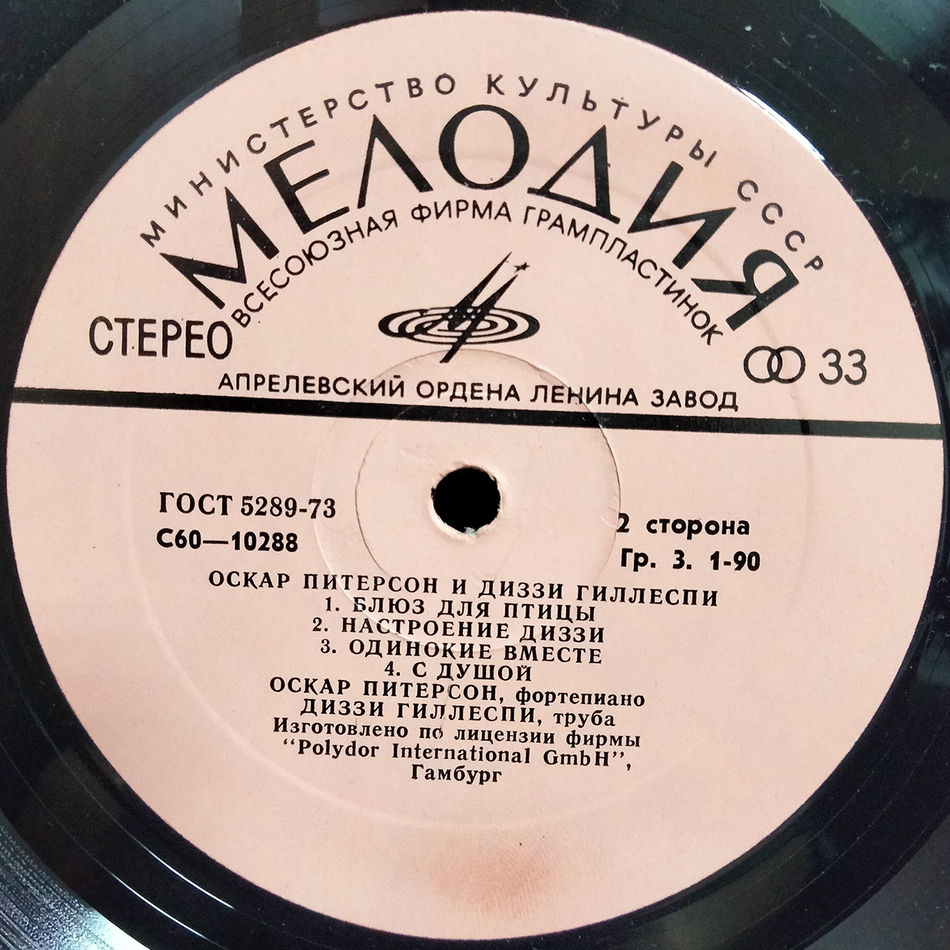 МИНИСТЕРСТВО КУЛЬТУРЫ СССР
МЕЛОДИЯ
ВСЕСОЮЗНАЯ ФИРМА ГРАМПЛАСТИНОК
СТЕРЕО
33
АПРЕЛЕВСКИЙ ОРДЕНА ЛЕНИНА ЗАВОД
ГОСТ 5289-73
С60—10288
2 сторона
Гр. 3. 1-90
ОСКАР ПИТЕРСОН И ДИЗЗИ ГИЛЛЕСПИ
1. БЛЮЗ ДЛЯ ПТИЦЫ
2. НАСТРОЕНИЕ ДИЗЗИ
3. ОДИНОКИЕ ВМЕСТЕ
4. С ДУШОЙ
ОСКАР ПИТЕРСОН, фортепиано
ДИЗЗИ ГИЛЛЕСПИ, труба
Изготовлено по лицензии фирмы
“Polydor International GmbH”,
Гамбург